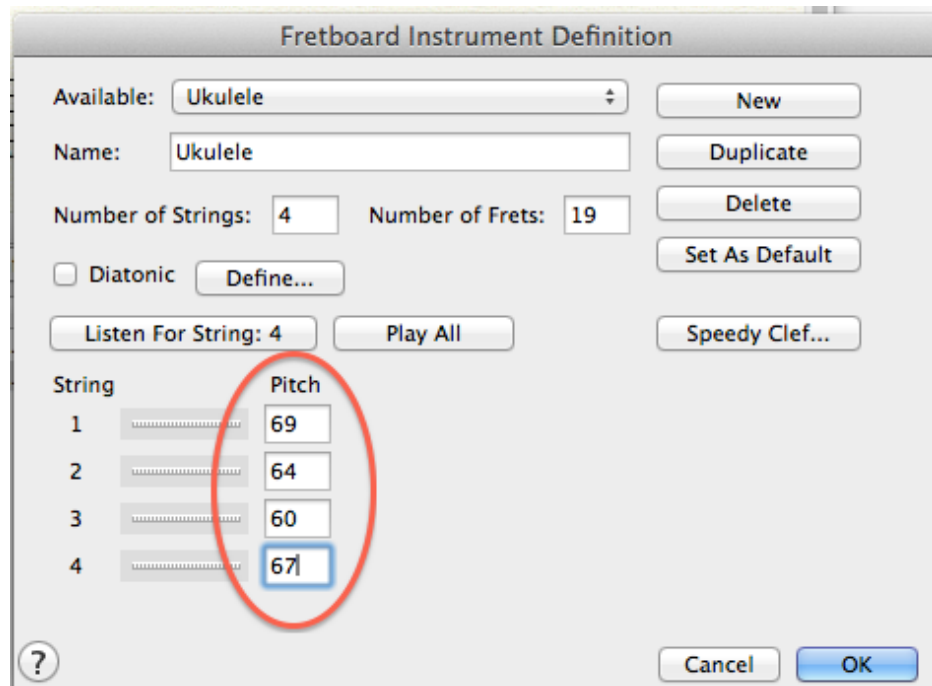 Fretboard Instrument Definition
Available: Ukulele
New
Name: Ukulele
Duplicate
Number of Strings: 4 Number of Frets: 19
Delete
Set As Default
Diatonic Define...
Listen For String: 4 Play All Speedy Clef...
String Pitch
1 69
2 64
3 60
4 67
? Cancel OK